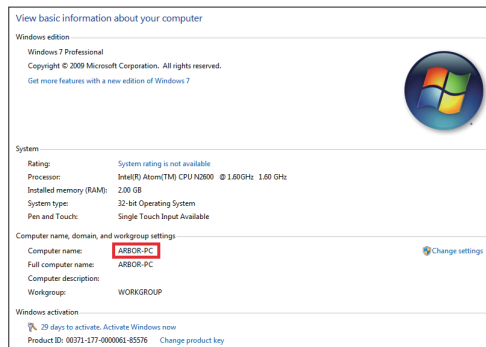 View basic information about your computer
Windows edition
Windows 7 Professional
Copyright © 2009 Microsoft Corporation. All rights reserved.
Get more features with a new edition of Windows 7
System
Rating: System rating is not available
Processor: Intel(R) Atom(TM) CPU N2600 @ 1.60GHz 1.60 GHz
Installed memory (RAM): 2.00 GB
System type: 32-bit Operating System
Pen and Touch: Single Touch Input Available
Computer name, domain, and workgroup settings
Computer name: ARBOR-PC Change settings
Full computer name: ARBOR-PC
Computer description:
Workgroup: WORKGROUP
Windows activation
29 days to activate. Activate Windows now
Product ID: 00371-177-0000061-85576 Change product key